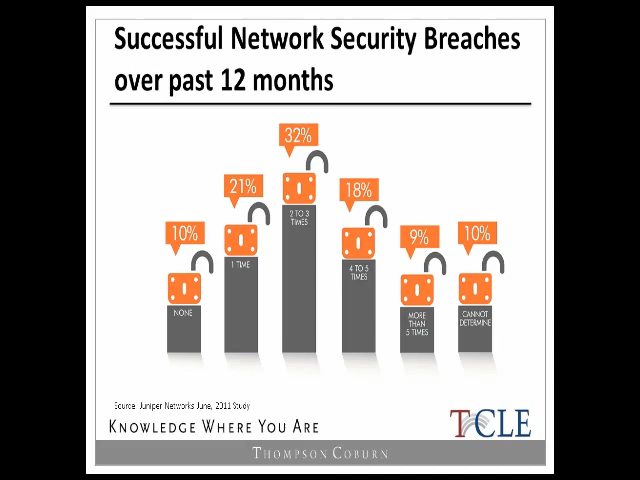 Successful Network Security Breaches
over past 12 months
10%
21%
32%
18%
9%
10%
NONE
1 TIME
2 TO 3
TIMES
4 TO 5
TIMES
MORE
THAN
5 TIMES
CANNOT
DETERMINE
Source: Juniper Networks June, 2011 Study
KNOWLEDGE WHERE YOU ARE
TCLE
THOMPSON COBURN